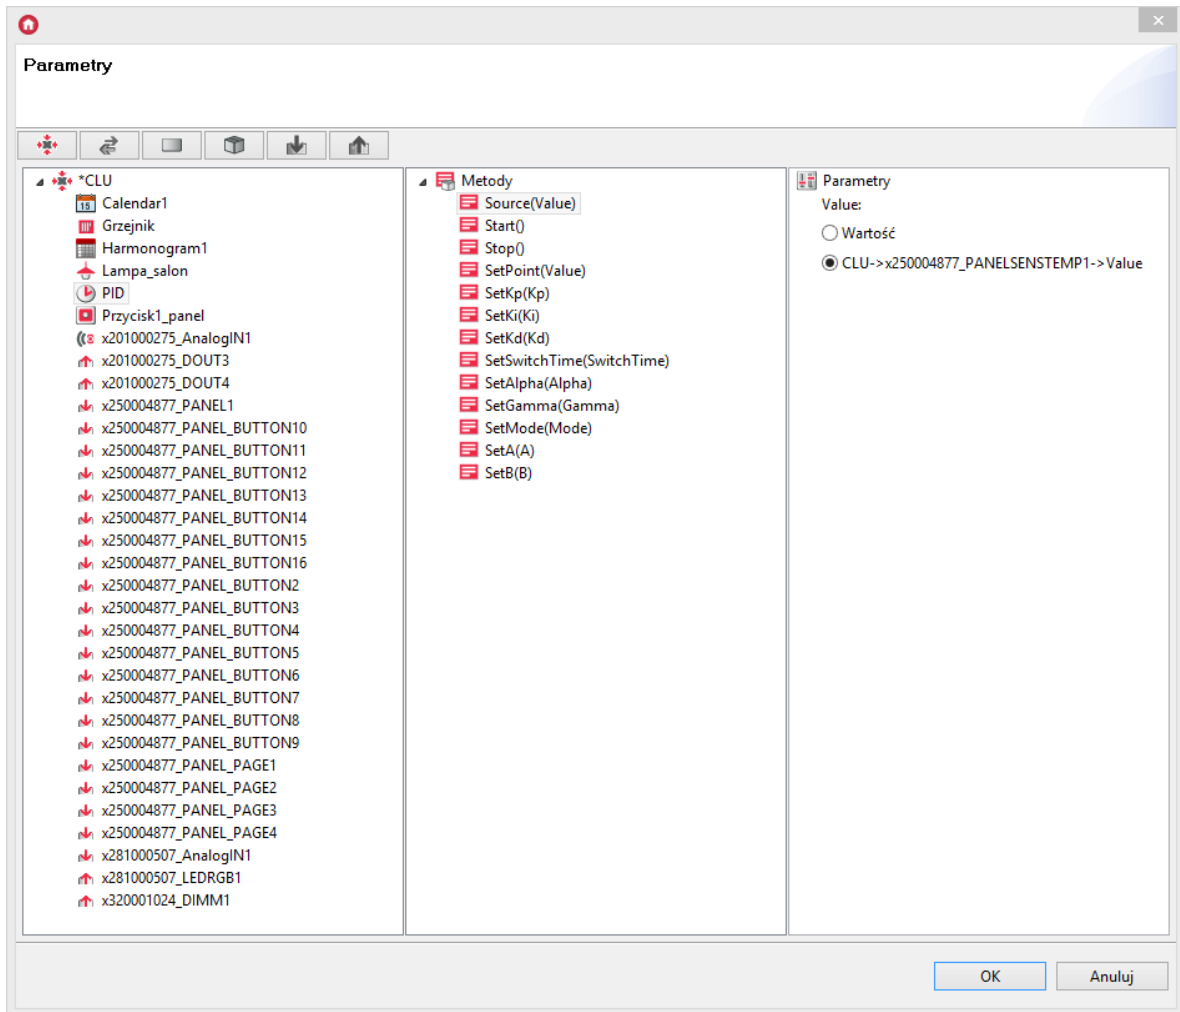 Parametry
*CLU
Calendar1
15
Grzejnik
Harmonogram1
Lampa_salon
PID
Przycisk1_panel
x201000275_AnalogIN1
x201000275_DOUT3
x201000275_DOUT4
x250004877_PANEL1
x250004877_PANEL_BUTTON10
x250004877_PANEL_BUTTON11
x250004877_PANEL_BUTTON12
x250004877_PANEL_BUTTON13
x250004877_PANEL_BUTTON14
x250004877_PANEL_BUTTON15
x250004877_PANEL_BUTTON16
x250004877_PANEL_BUTTON2
x250004877_PANEL_BUTTON3
x250004877_PANEL_BUTTON4
x250004877_PANEL_BUTTON5
x250004877_PANEL_BUTTON6
x250004877_PANEL_BUTTON7
x250004877_PANEL_BUTTON8
x250004877_PANEL_BUTTON9
x250004877_PANEL_PAGE1
x250004877_PANEL_PAGE2
x250004877_PANEL_PAGE3
x250004877_PANEL_PAGE4
x281000507_AnalogIN1
x281000507_LEDRGB1
x320001024_DIMM1
Metody
Source(Value)
Start()
Stop()
SetPoint(Value)
SetKp(Kp)
SetKi(Ki)
SetKd(Kd)
SetSwitchTime(SwitchTime)
SetAlpha(Alpha)
SetGamma(Gamma)
SetMode(Mode)
SetA(A)
SetB(B)
Parametry
Value:
Wartość
CLU->x250004877_PANELSENSTEMP1->Value
OK
Anuluj